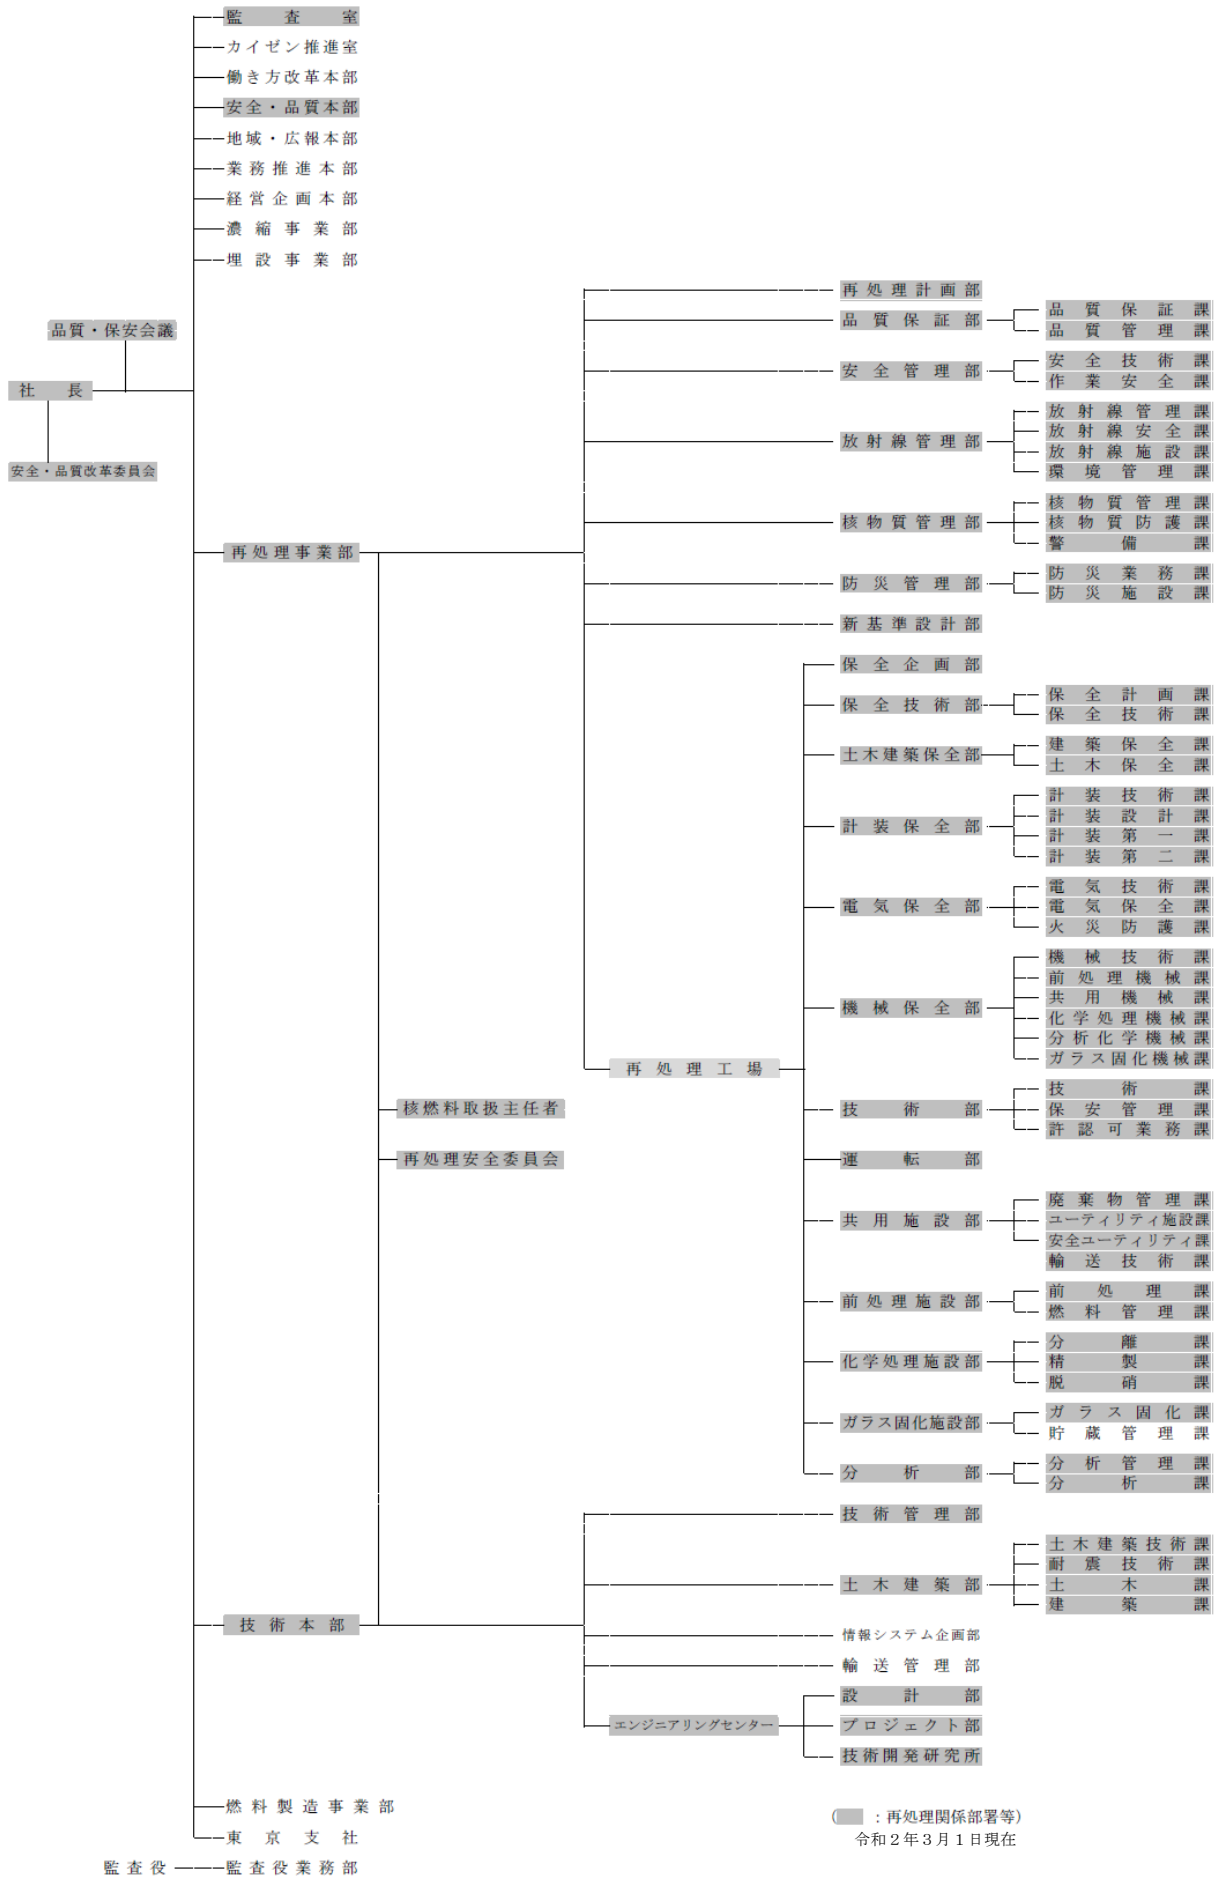 監査室
カイゼン推進室
働き方改革本部
安全・品質本部
地域・広報本部
業務推進本部
経営企画本部
濃縮事業部
埋設事業部
再処理計画部
品質保証課
品質保証部
品質・保安会議
品質管理課
安全技術課
安全管理部
作業安全課
社長
放射線管理課
放射線安全課
放射線管理部
放射線施設課
安全・品質改革委員会
環境管理課
核物質管理課
核物質管理部
核物質防護課
警備課
再処理事業部
防災業務課
防災管理部
防災施設課
新基準設計部
保全企画部
保全計画課
保全技術部
保全技術課
建築保全課
土木建築保全部
土木保全課
計装技術課
計装設計課
計装保全部
計装第一課
計装第二課
電気技術課
電気保全部
電気保全課
火災防護課
機械技術課
前処理機械課
共用機械課
機械保全部
化学処理機械課
分析化学機械課
ガラス固化機械課
再処理工場
技術課
核燃料取扱主任者
技術部
保安管理課
許認可業務課
再処理安全委員会
運転部
廃棄物管理課
共用施設部
ユーティリティ施設課
安全ユーティリティ課
輸送技術課
前処理課
前処理施設部
燃料管理課
分離課
化学処理施設部
精製課
脱硝課
ガラス固化課
ガラス固化施設部
貯蔵管理課
分析管理課
分析部
分析課
技術管理部
土木建築技術課
耐震技術課
土木建築部
土木課
建築課
技術本部
情報システム企画部
輸送管理部
設計部
エンジニアリングセンター
プロジェクト部
技術開発研究所
燃料製造事業部
( :再処理関係部署等)
東京支社
令和2年3月1日現在
監査役
監査役業務部